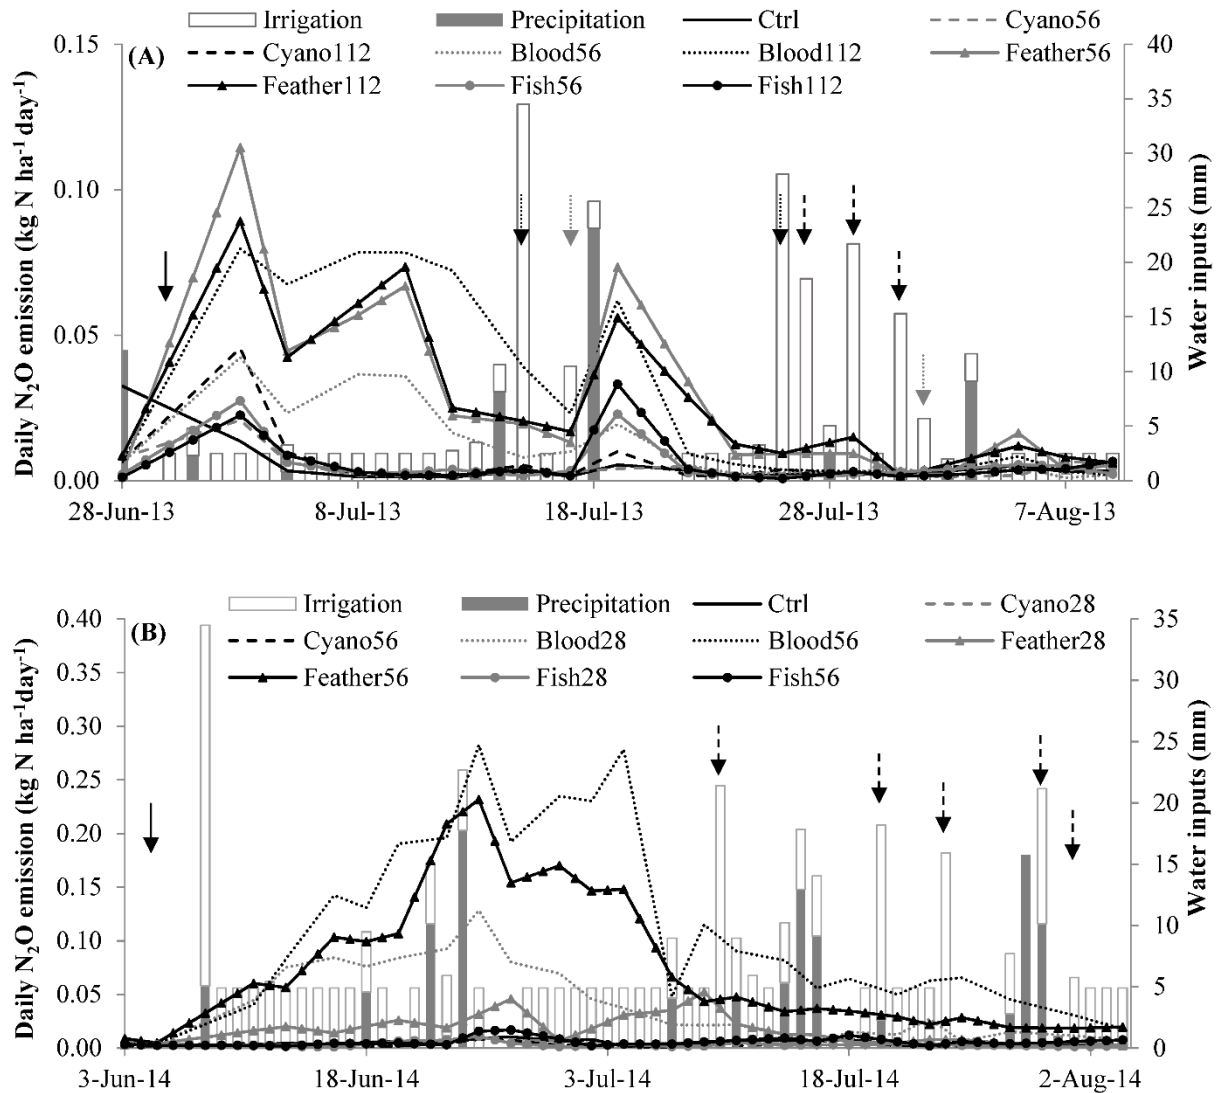 Irrigation Precipitation Ctrl Cyano56
Cyano112 Blood56 Blood112 Feather56
Feather112 Fish56 Fish112
(A)
Daily N₂O emission (kg N ha⁻¹ day⁻¹)
0.15
0.10
0.05
0.00
40
35
30
25
20
15
10
5
0
Water inputs (mm)
28-Jun-13 8-Jul-13 18-Jul-13 28-Jul-13 7-Aug-13
Irrigation Precipitation Ctrl Cyano28
Cyano56 Blood28 Blood56 Feather28
Feather56 Fish28 Fish56
(B)
Daily N₂O emission (kg N ha⁻¹day⁻¹)
0.40
0.35
0.30
0.25
0.20
0.15
0.10
0.05
0.00
35
30
25
20
15
10
5
0
Water inputs (mm)
3-Jun-14 18-Jun-14 3-Jul-14 18-Jul-14 2-Aug-14